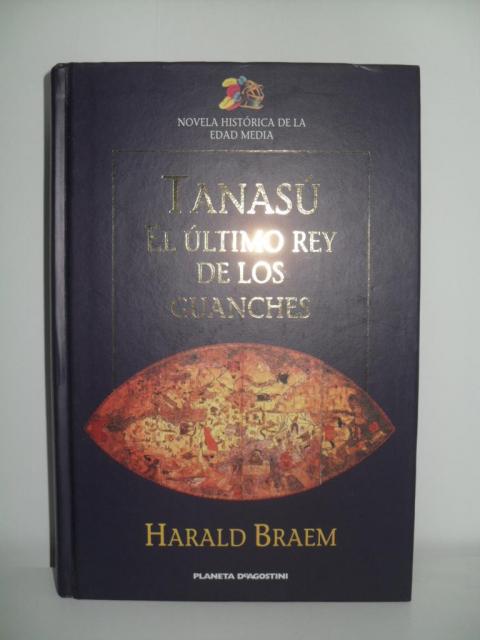 NOVELA HISTÓRICA DE LA
EDAD MEDIA
TANASÚ
EL ÚLTIMO REY
DE LOS
GUANCHES
HARALD BRAEM
PLANETA DEAGOSTINI